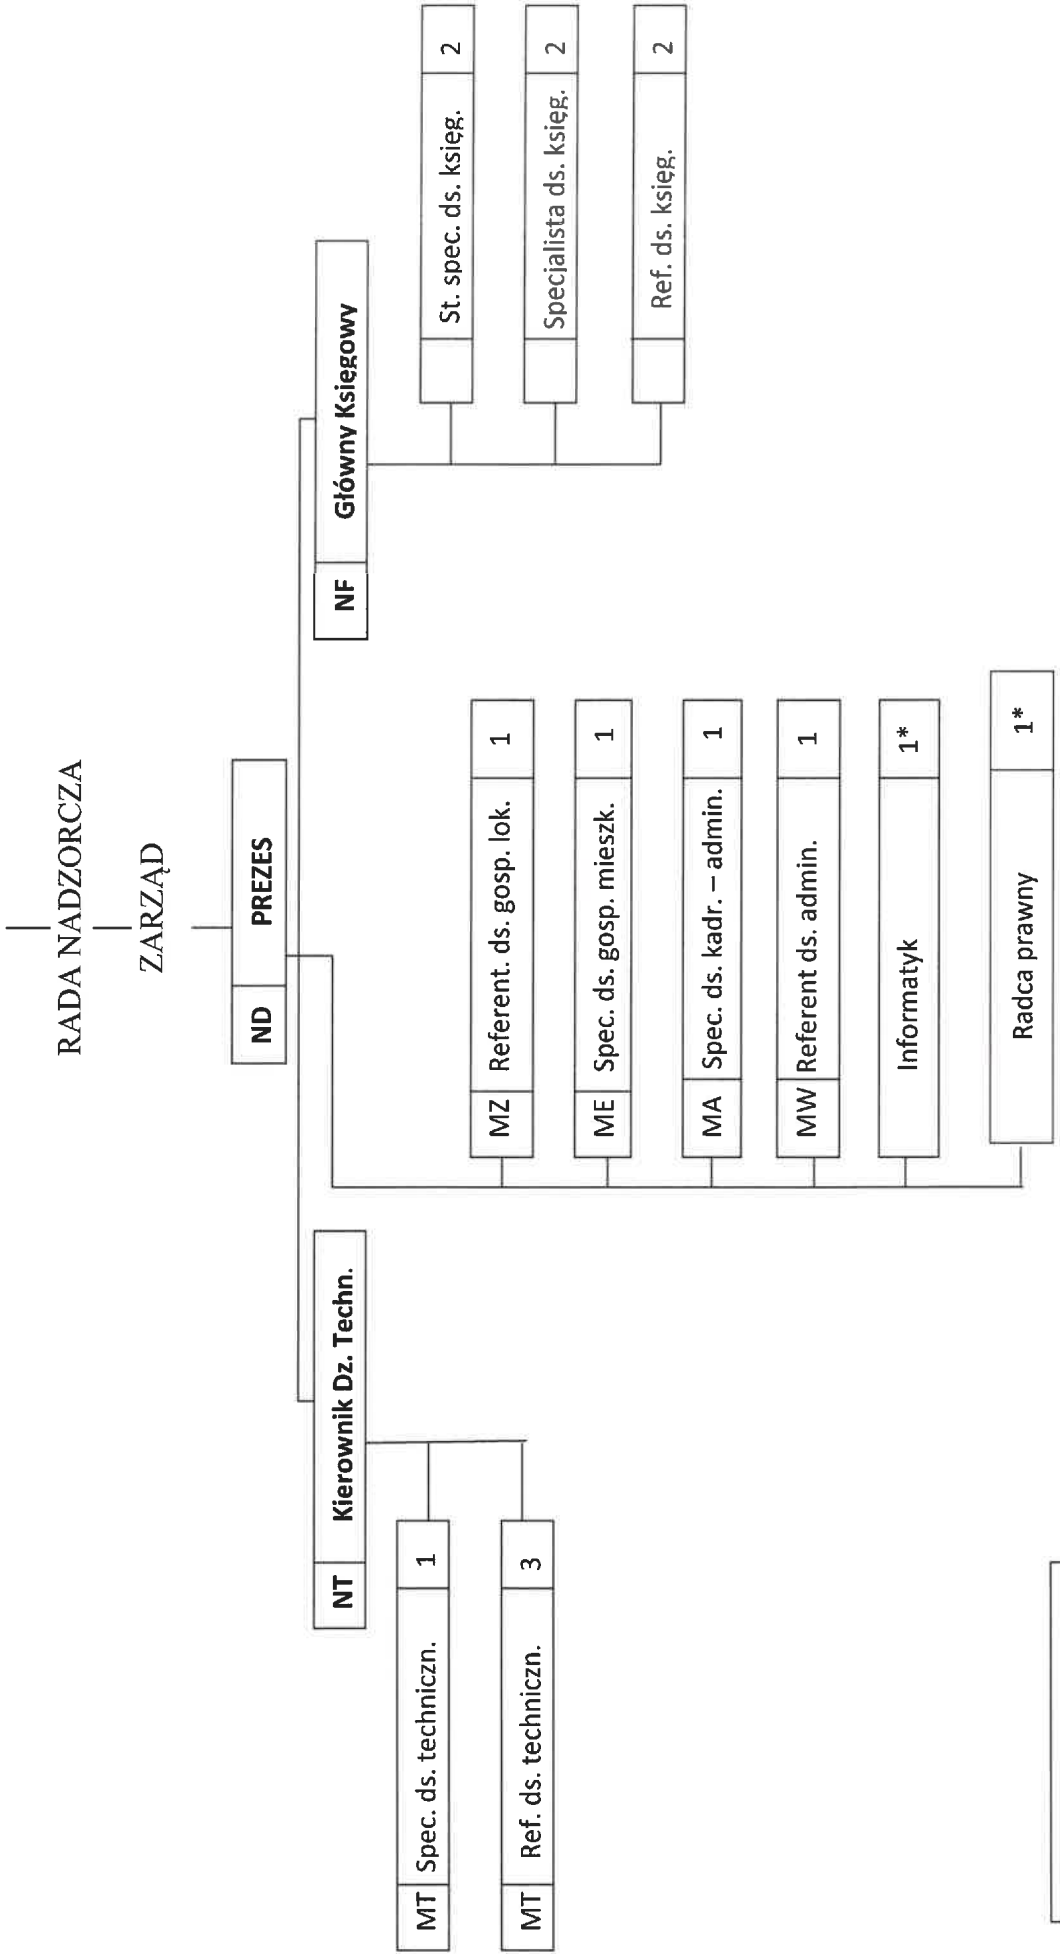 RADA NADZORCZA
ZARZĄD
ND PREZES
NT Kierownik Dz. Techn.
NF Główny Księgowy
MT Spec. ds. techniczn. 1
MT Ref. ds. techniczn. 3
MZ Referent. ds. gosp. lok. 1
ME Spec. ds. gosp. mieszk. 1
MA Spec. ds. kadr. – admin. 1
MW Referent ds. admin. 1
Informatyk 1*
Radca prawny 1*
St. spec. ds. księg. 2
Specjalista ds. księg. 2
Ref. ds. księg. 2